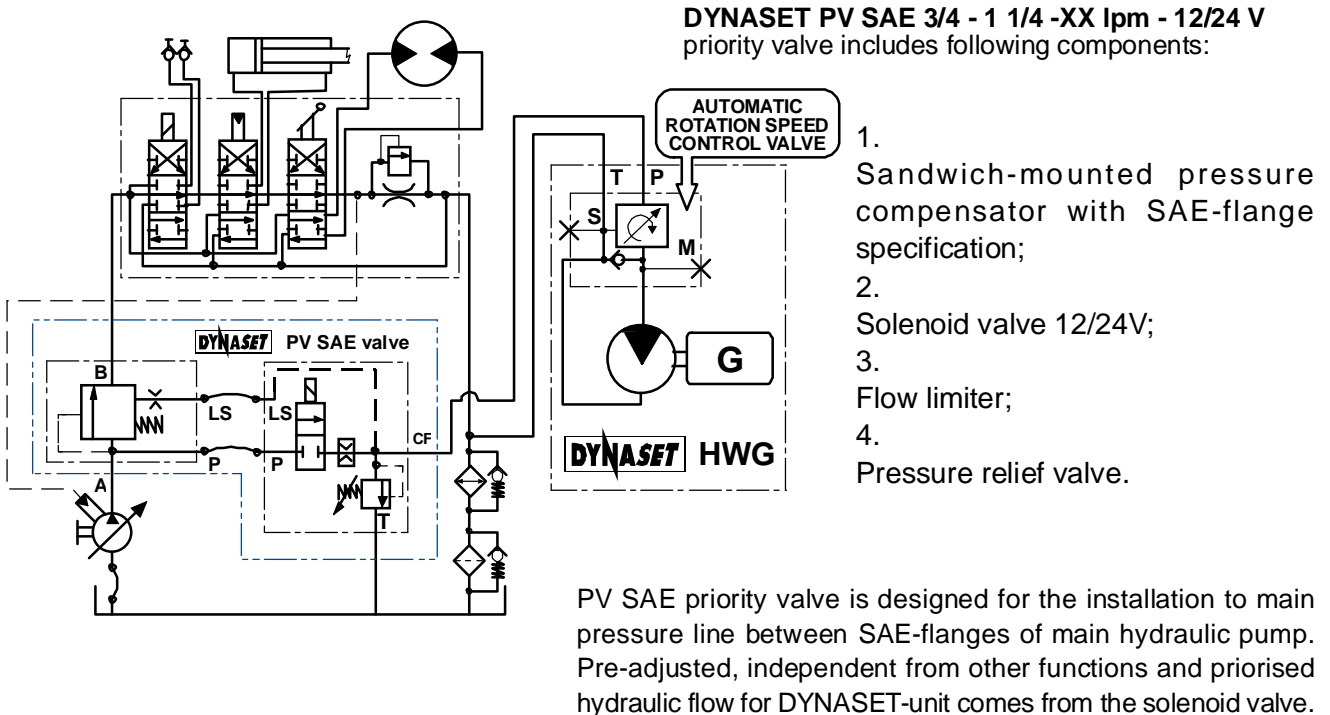 DYNASET PV SAE 3/4 - 1 1/4 -XX lpm - 12/24 V
priority valve includes following components:
AUTOMATIC
ROTATION SPEED
CONTROL VALVE
1.
Sandwich-mounted pressure
compensator with SAE-flange
specification;
2.
Solenoid valve 12/24V;
3.
Flow limiter;
4.
Pressure relief valve.
T P
S
M
G
DYNASET HWG
DYNASET PV SAE valve
B
LS LS
CF
P P
A
T
PV SAE priority valve is designed for the installation to main
pressure line between SAE-flanges of main hydraulic pump.
Pre-adjusted, independent from other functions and priorised
hydraulic flow for DYNASET-unit comes from the solenoid valve.